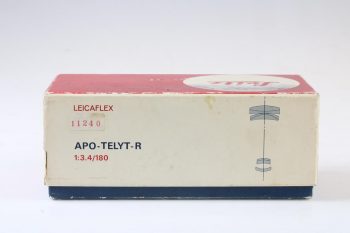 LEICAFLEX
11240
APO-TELYT-R
1:3.4/180